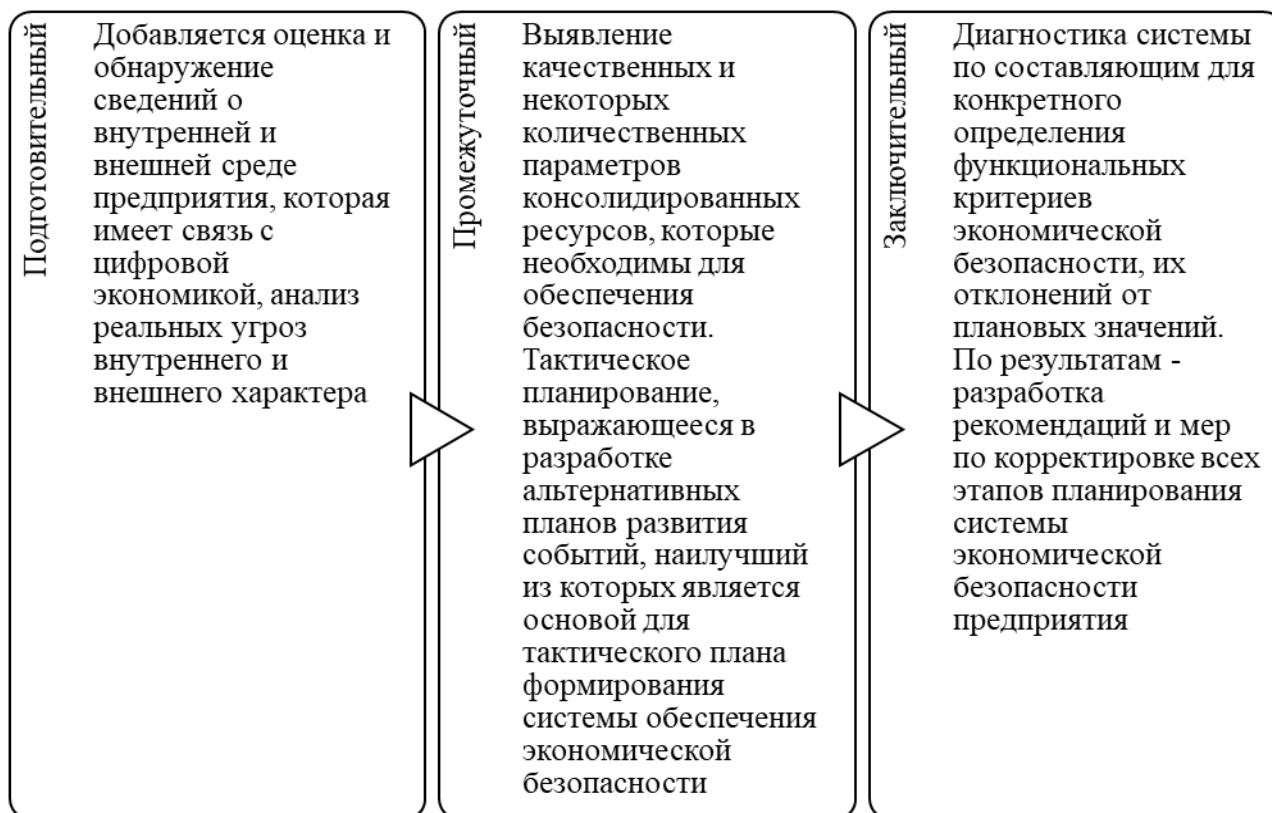 Подготовительный
Добавляется оценка и
обнаружение
сведений о
внутренней и
внешней среде
предприятия, которая
имеет связь с
цифровой
экономикой, анализ
реальных угроз
внутреннего и
внешнего характера
Промежуточный
Выявление
качественных и
некоторых
количественных
параметров
консолидированных
ресурсов, которые
необходимы для
обеспечения
безопасности.
Тактическое
планирование,
выражающееся в
разработке
альтернативных
планов развития
событий, наилучший
из которых является
основой для
тактического плана
формирования
системы обеспечения
экономической
безопасности
Заключительный
Диагностика системы
по составляющим для
конкретного
определения
функциональных
критериев
экономической
безопасности, их
отклонений от
плановых значений.
По результатам -
разработка
рекомендаций и мер
по корректировке всех
этапов планирования
системы
экономической
безопасности
предприятия